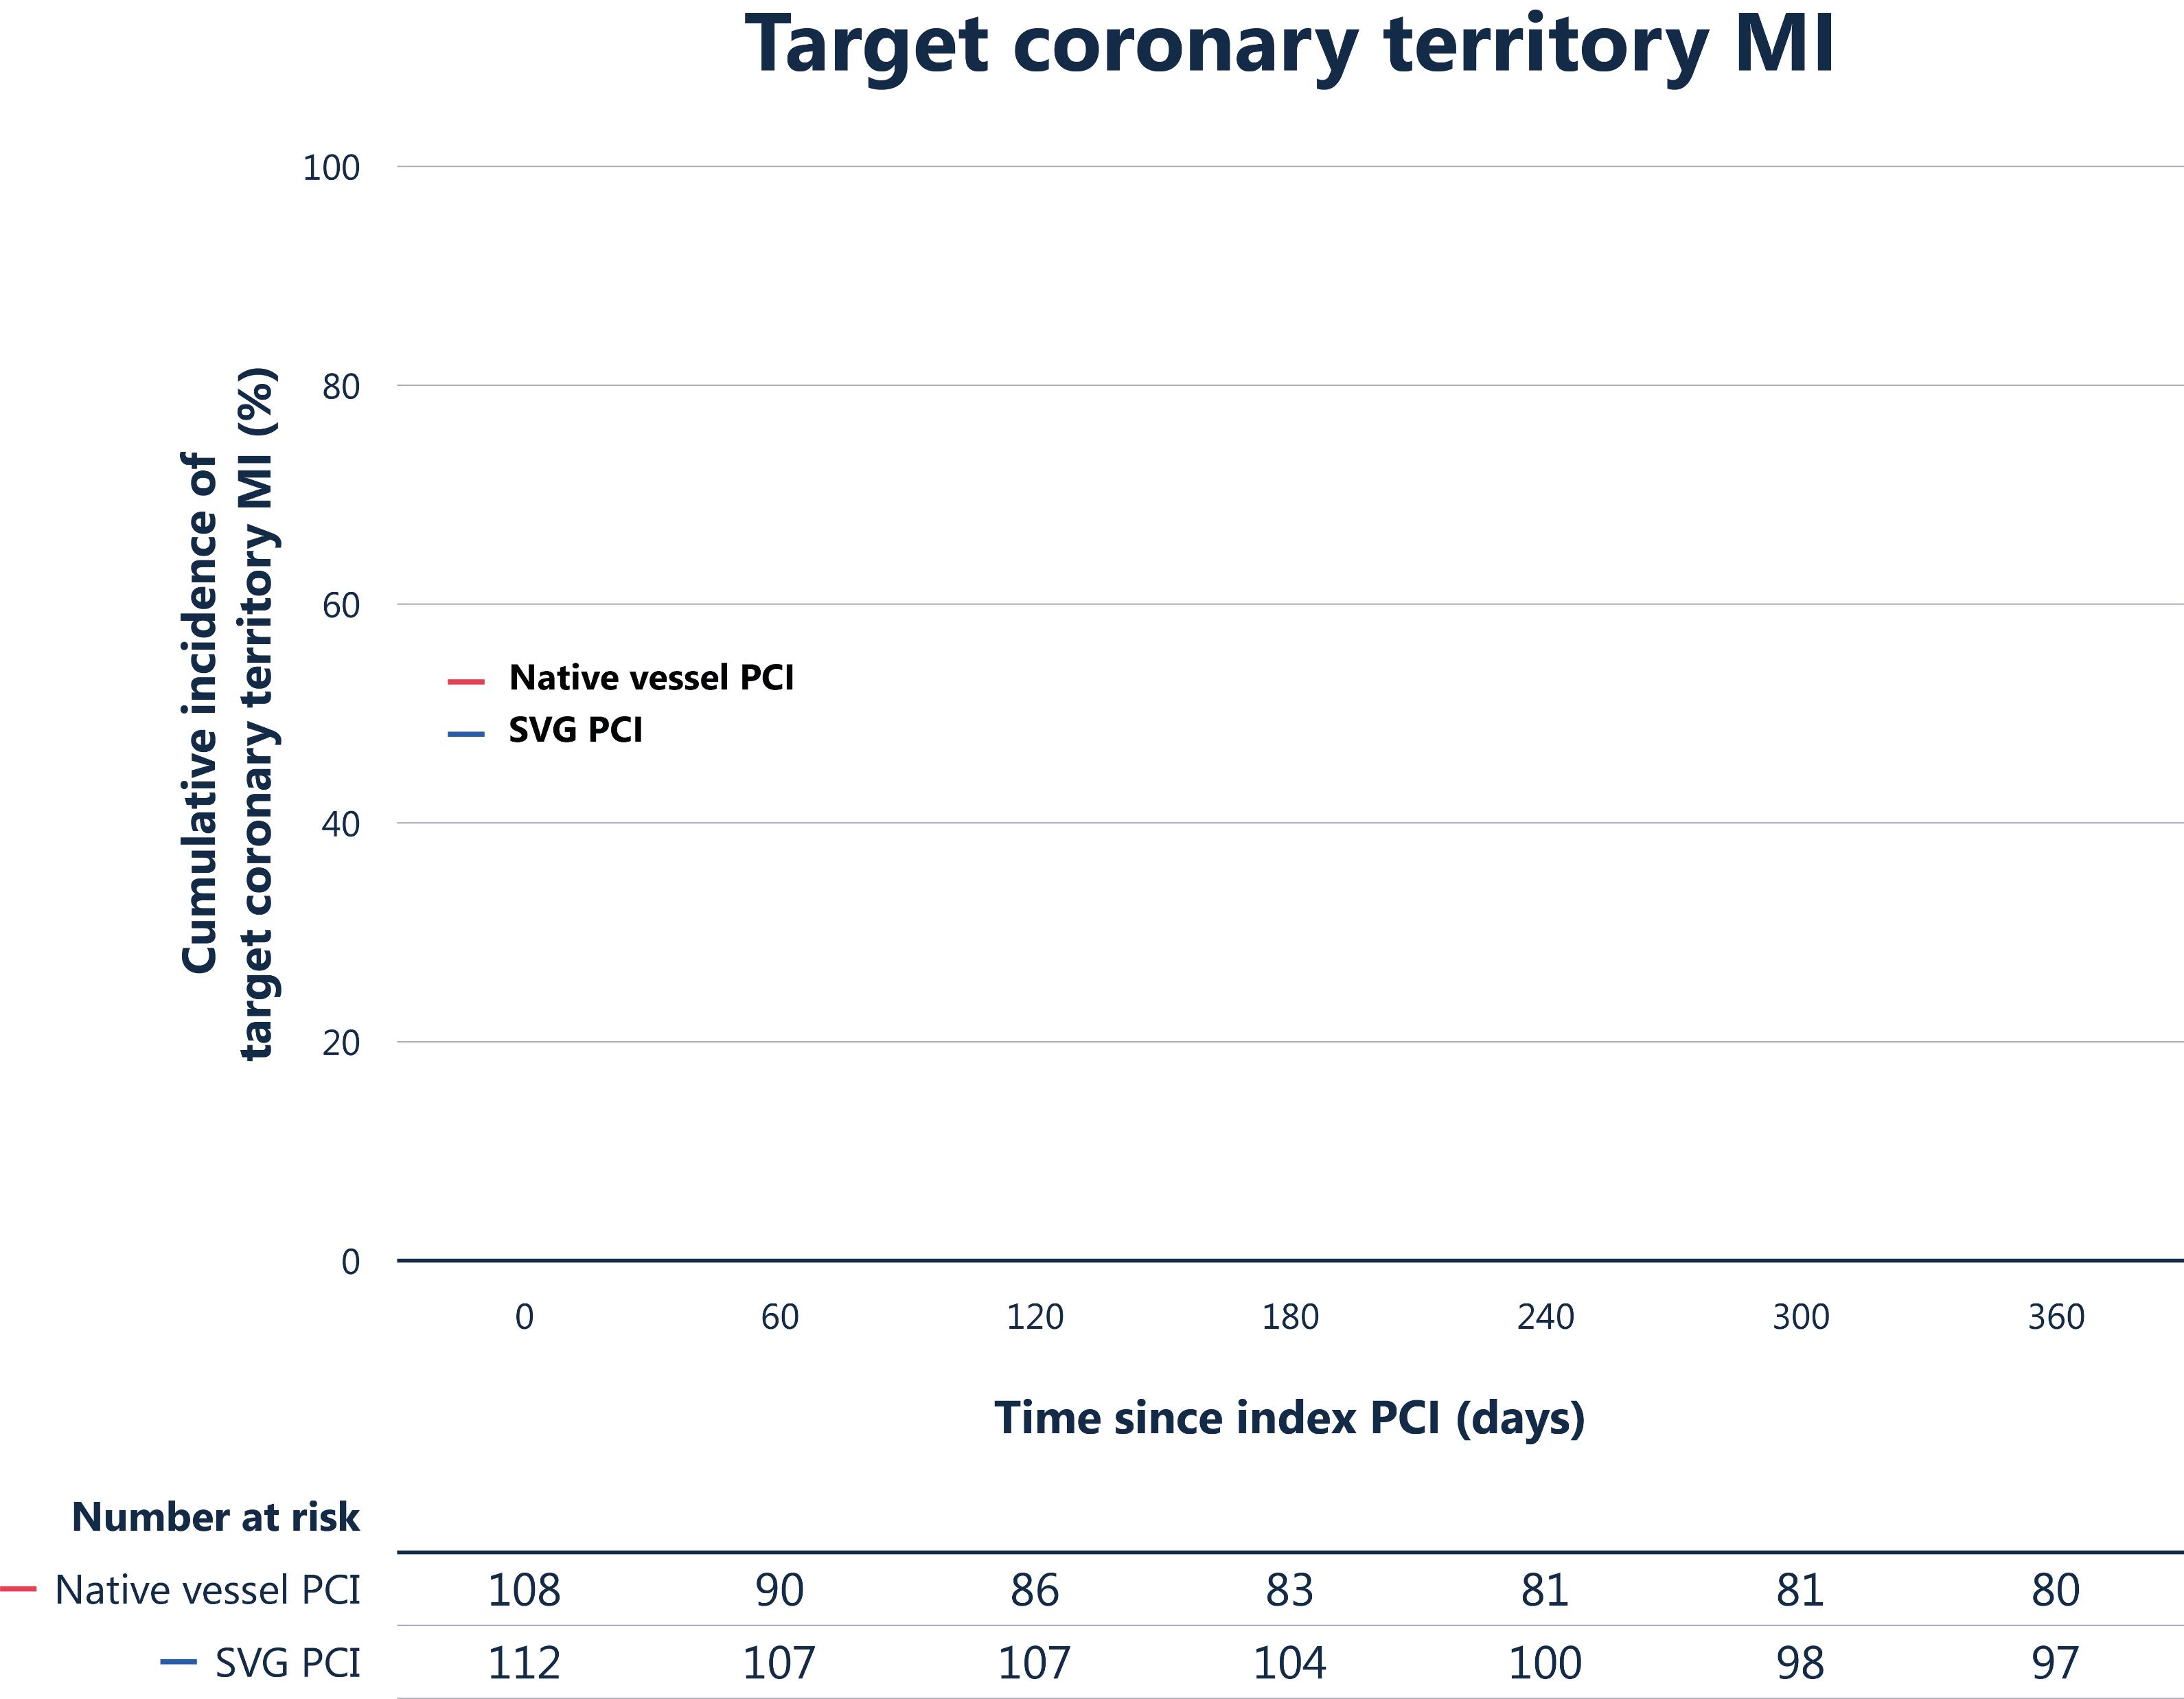 Target coronary territory MI
Cumulative incidence of
target coronary territory MI (%)
100
80
60
40
20
0
Native vessel PCI
SVG PCI
0 60 120 180 240 300 360
Time since index PCI (days)
Number at risk
Native vessel PCI 108 90 86 83 81 81 80
SVG PCI 112 107 107 104 100 98 97